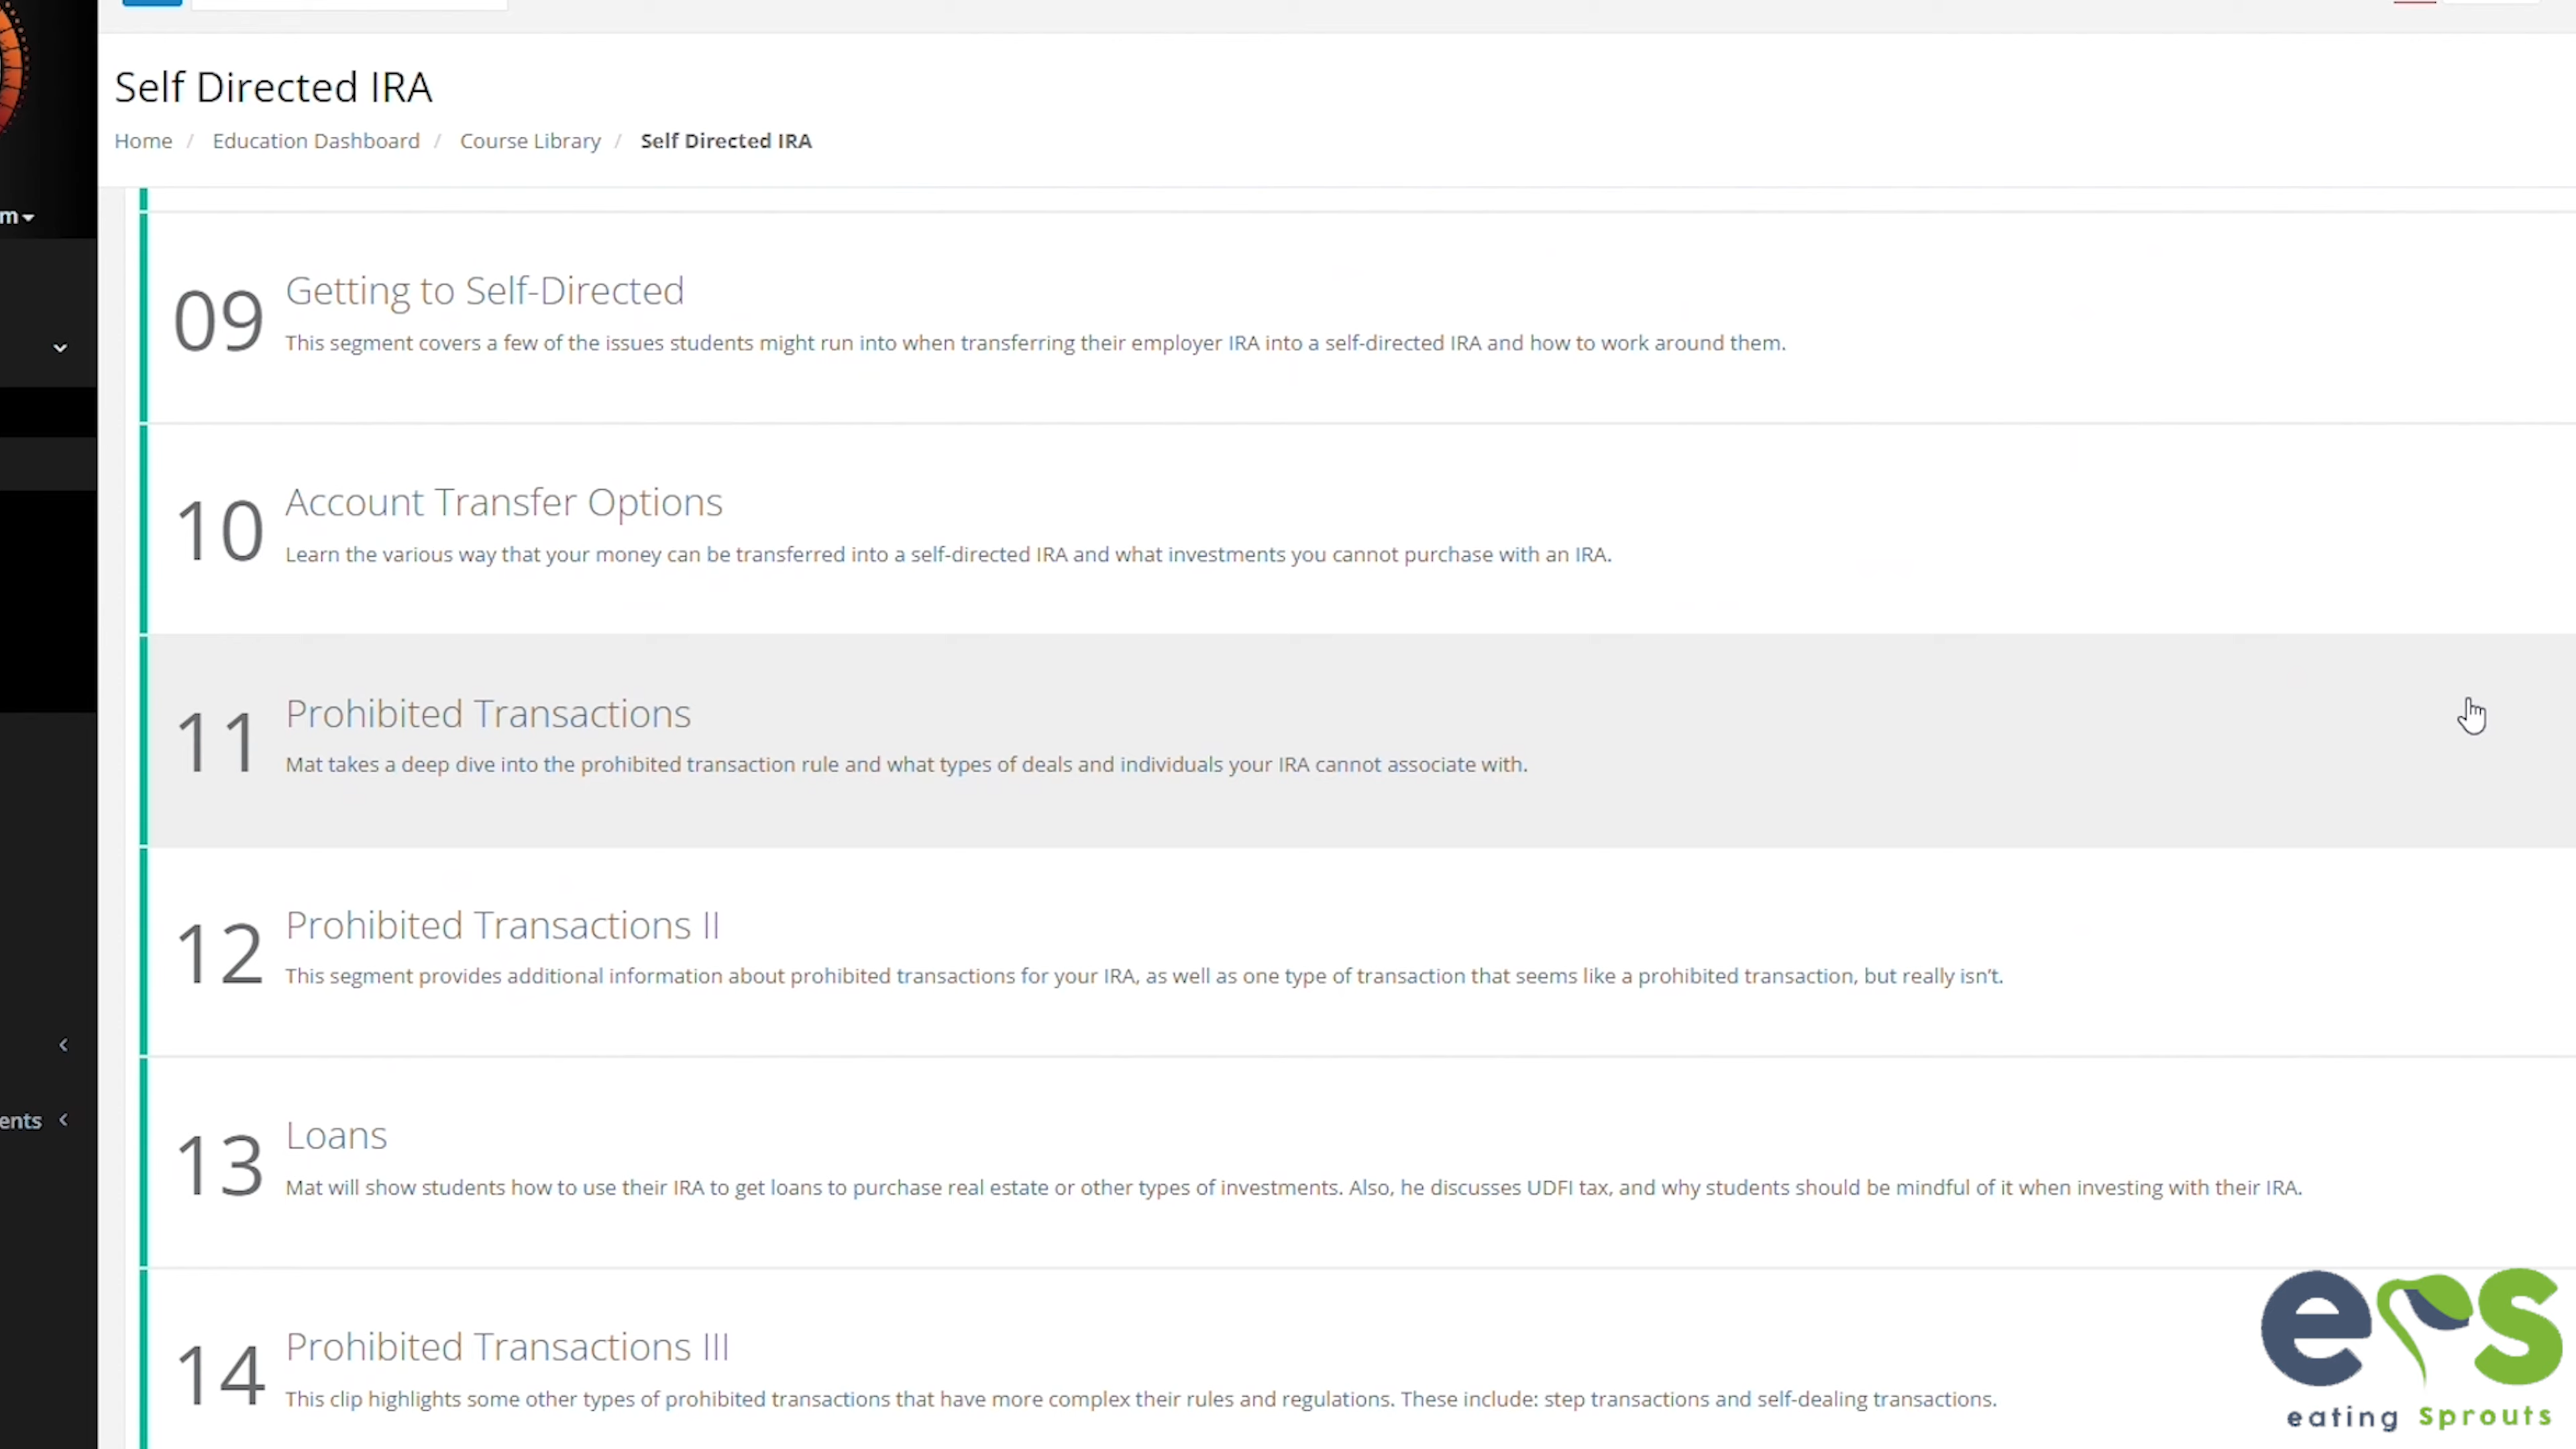 Self Directed IRA
Home / Education Dashboard / Course Library / Self Directed IRA
m
09
Getting to Self-Directed
This segment covers a few of the issues students might run into when transferring their employer IRA into a self-directed IRA and how to work around them.
10
Account Transfer Options
Learn the various way that your money can be transferred into a self-directed IRA and what investments you cannot purchase with an IRA.
11
Prohibited Transactions
Mat takes a deep dive into the prohibited transaction rule and what types of deals and individuals your IRA cannot associate with.
12
Prohibited Transactions II
This segment provides additional information about prohibited transactions for your IRA, as well as one type of transaction that seems like a prohibited transaction, but really isn't.
13
Loans
Mat will show students how to use their IRA to get loans to purchase real estate or other types of investments. Also, he discusses UDFI tax, and why students should be mindful of it when investing with their IRA.
ents
14
Prohibited Transactions III
This clip highlights some other types of prohibited transactions that have more complex their rules and regulations. These include: step transactions and self-dealing transactions.
es
eating Sprouts